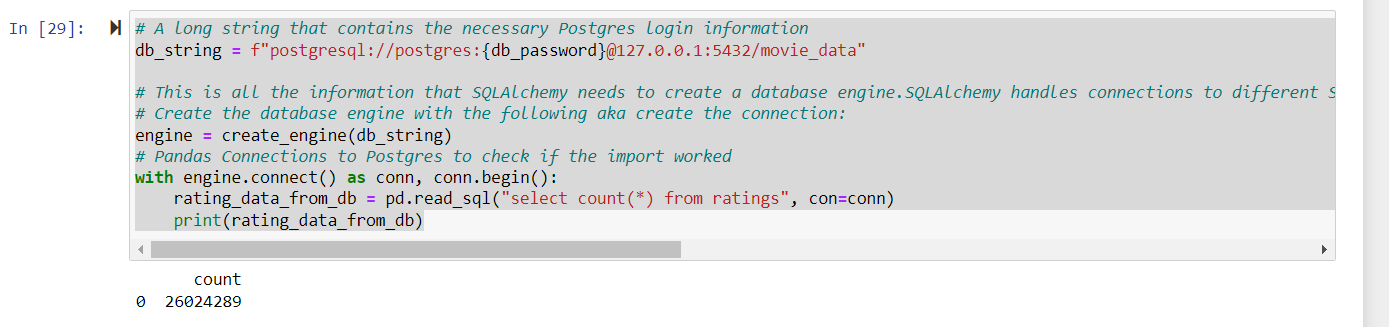 In [29]:
# A long string that contains the necessary Postgres login information
db_string = f"postgresql://postgres:{db_password}@127.0.0.1:5432/movie_data"
# This is all the information that SQLAlchemy needs to create a database engine.SQLAlchemy handles connections to different S
# Create the database engine with the following aka create the connection:
engine = create_engine(db_string)
# Pandas Connections to Postgres to check if the import worked
with engine.connect() as conn, conn.begin():
    rating_data_from_db = pd.read_sql("select count(*) from ratings", con=conn)
    print(rating_data_from_db)
count
0 26024289